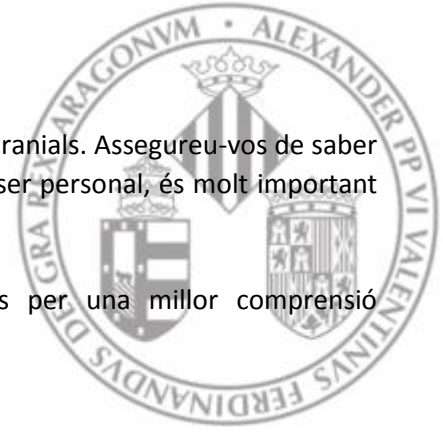 ranials. Assegureu-vos de saber
ser personal, és molt important
s per una millor comprensió
ALEXANDER PP VI VALENTINVS FERDINANDVS DEI GRA REX ARAGONVM